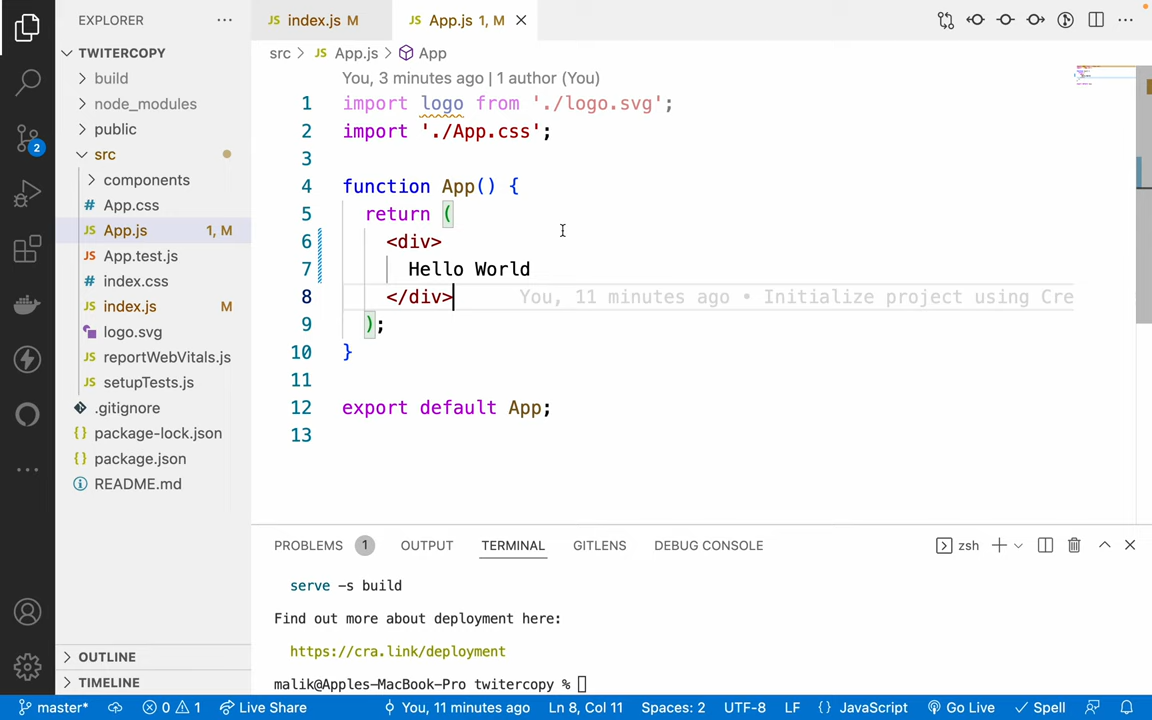 EXPLORER
TWITERCOPY
build
node_modules
public
src
components
App.css
App.js 1, M
App.test.js
index.css
index.js M
logo.svg
reportWebVitals.js
setupTests.js
.gitignore
package-lock.json
package.json
README.md
OUTLINE
TIMELINE
2
JS index.js M
JS App.js 1, M
src > JS App.js > App
You, 3 minutes ago | 1 author (You)
1 import logo from './logo.svg';
2 import './App.css';
3
4 function App() {
5 return (
6 <div>
7 Hello World
8 </div> You, 11 minutes ago • Initialize project using Cre
9 );
10 }
11
12 export default App;
13
PROBLEMS 1 OUTPUT TERMINAL GITLENS DEBUG CONSOLE zsh
serve -s build
Find out more about deployment here:
https://cra.link/deployment
malik@Apples-MacBook-Pro twitercopy %
master* 0 1 Live Share You, 11 minutes ago Ln 8, Col 11 Spaces: 2 UTF-8 LF {} JavaScript Go Live Spell